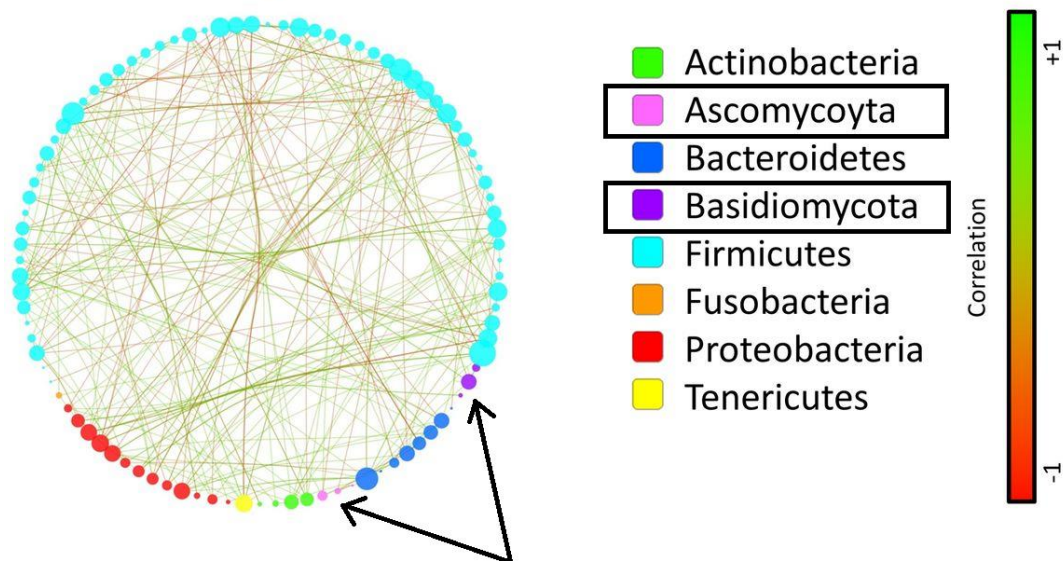 Actinobacteria
Ascomycoyta
Bacteroidetes
Basidiomycota
Firmicutes
Fusobacteria
Proteobacteria
Tenericutes
+1
Correlation
-1